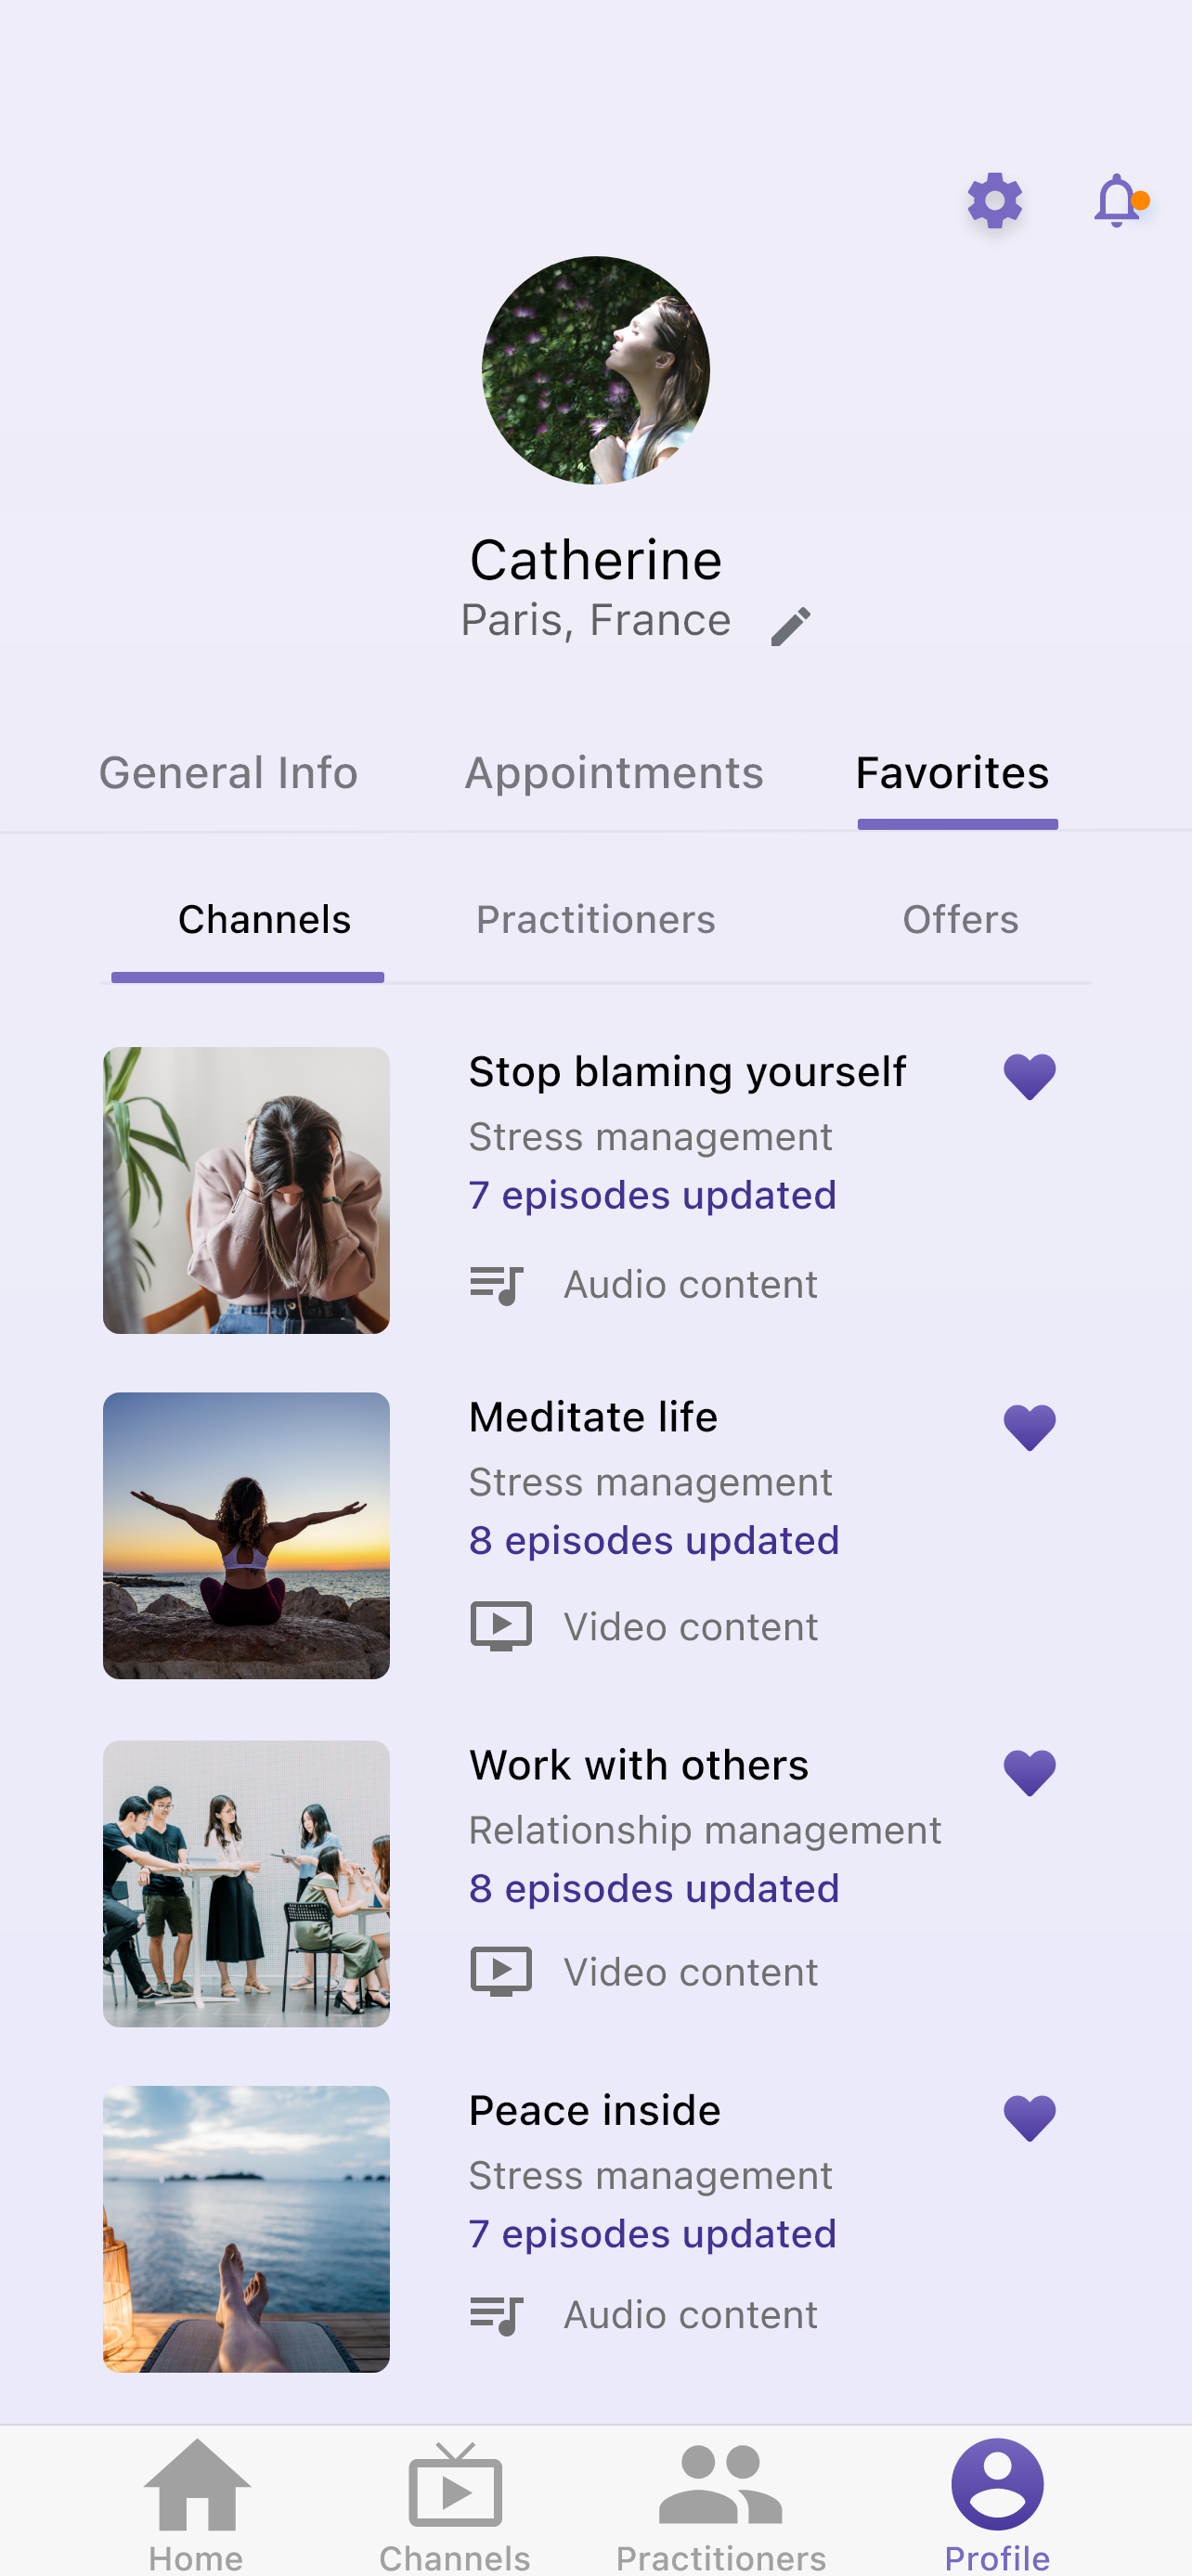 Catherine
Paris, France
General Info Appointments Favorites
Channels Practitioners Offers
Stop blaming yourself
Stress management
7 episodes updated
Audio content
Meditate life
Stress management
8 episodes updated
Video content
Work with others
Relationship management
8 episodes updated
Video content
Peace inside
Stress management
7 episodes updated
Audio content
Home Channels Practitioners Profile